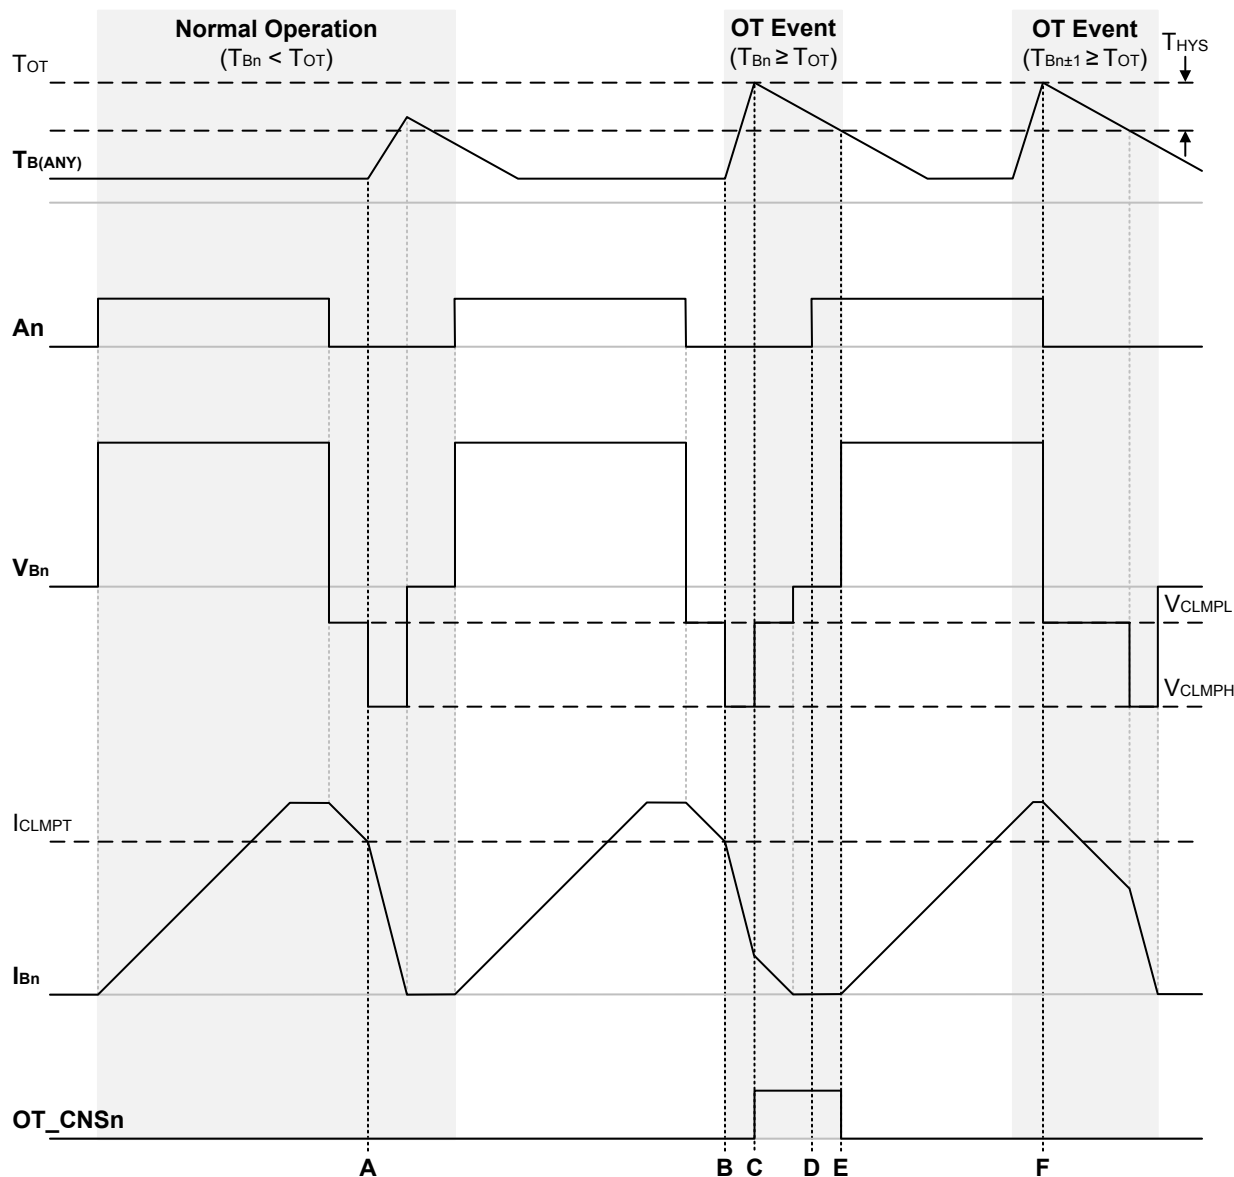 Normal Operation
(TBn < TOT)
OT Event
(TBn ≥ TOT)
OT Event
(TBn±1 ≥ TOT)
THYS
TOT
TB(ANY)
An
VBn
VCLMPL
VCLMPH
ICLMPT
IBn
OT_CNSn
A B C D E F